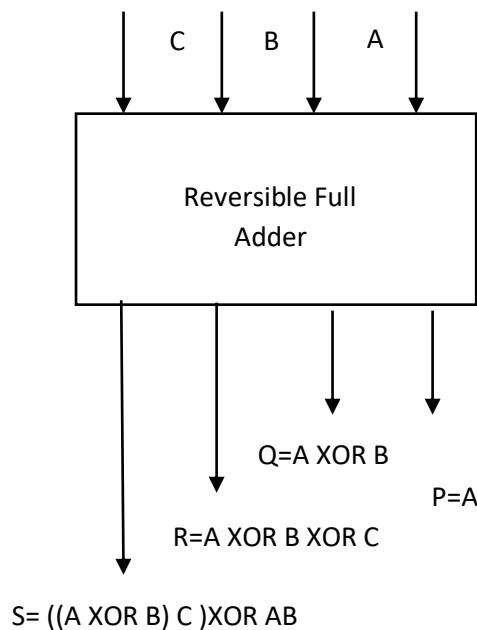 C B A
Reversible Full
Adder
Q=A XOR B
P=A
R=A XOR B XOR C
S= ((A XOR B) C )XOR AB